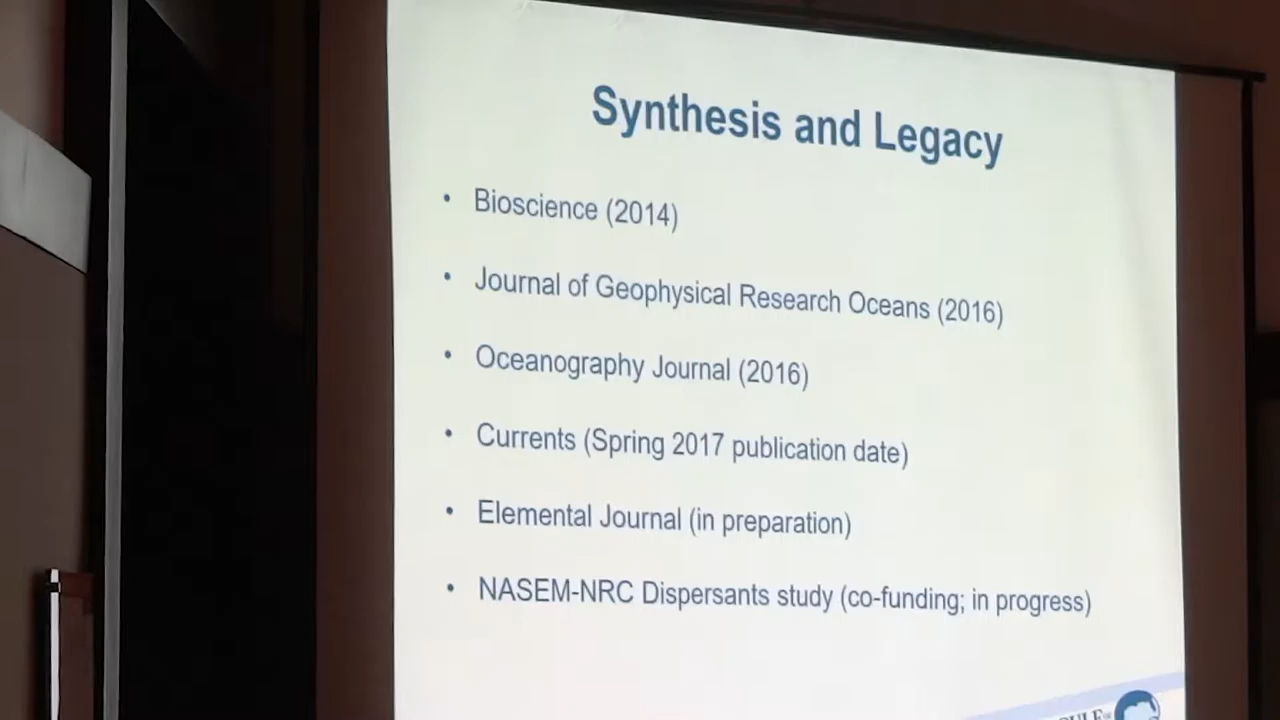 Synthesis and Legacy
• Bioscience (2014)
• Journal of Geophysical Research Oceans (2016)
• Oceanography Journal (2016)
• Currents (Spring 2017 publication date)
• Elemental Journal (in preparation)
• NASEM-NRC Dispersants study (co-funding; in progress)